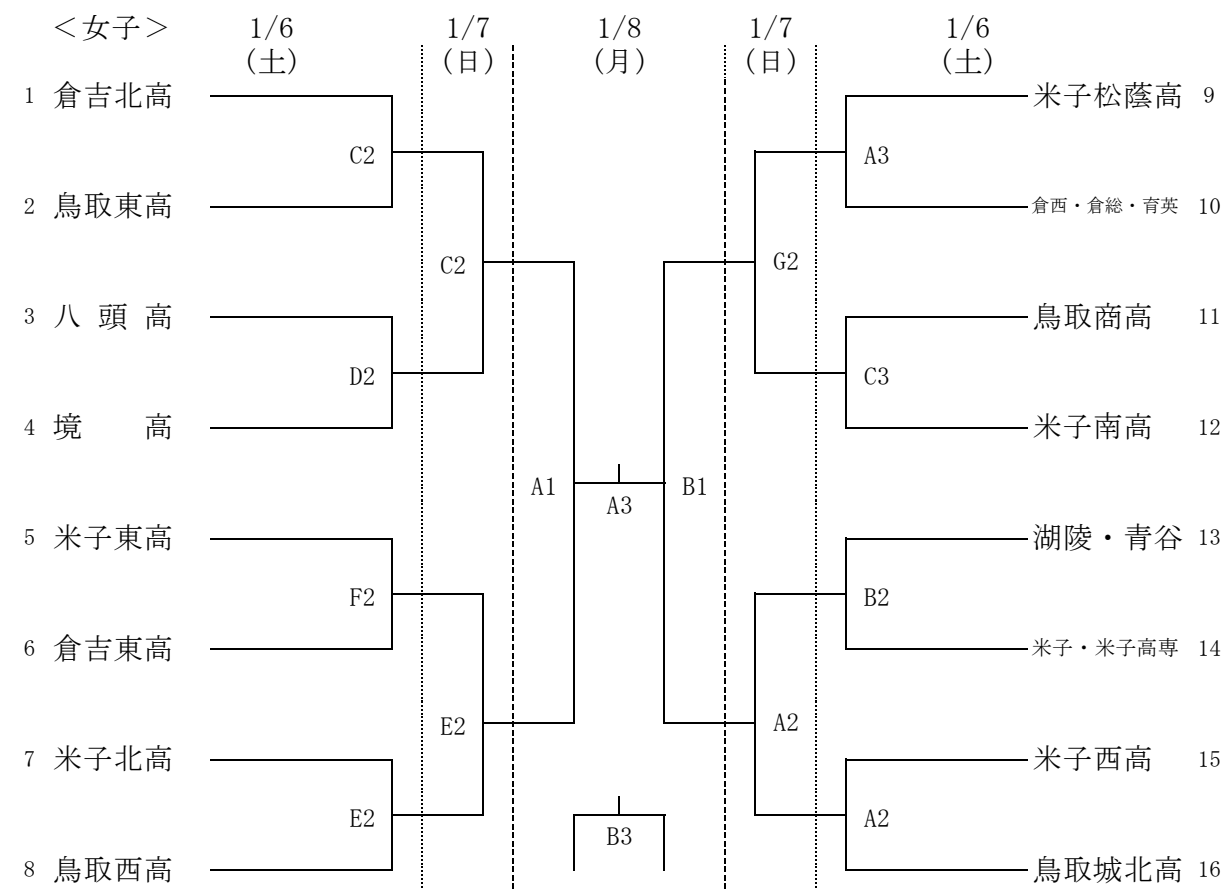 ＜女子＞ 1/6 1/7 1/8 1/7 1/6
(土) (日) (月) (日) (土)
1 倉吉北高 米子松蔭高 9
C2 A3
2 鳥取東高 倉西・倉総・育英 10
C2 G2
3 八頭高 鳥取商高 11
D2 C3
4 境 高 米子南高 12
A1 A3 B1
5 米子東高 湖陵・青谷 13
F2 B2
6 倉吉東高 米子・米子高専 14
E2 A2
7 米子北高 米子西高 15
E2 B3 A2
8 鳥取西高 鳥取城北高 16